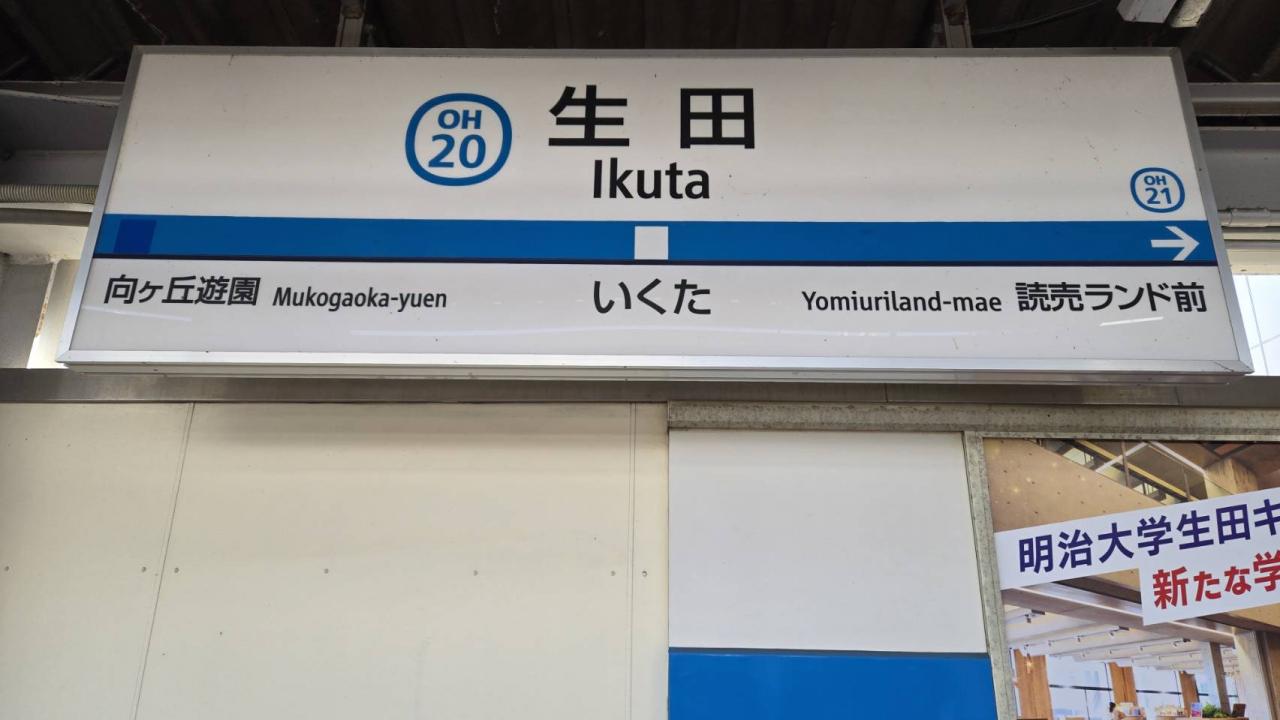 OH
20
生田
Ikuta
OH
21
向ヶ丘遊園 Mukogaoka-yuen
いくた
Yomiuriland-mae 読売ランド前
明治大学生田キ
新たな学